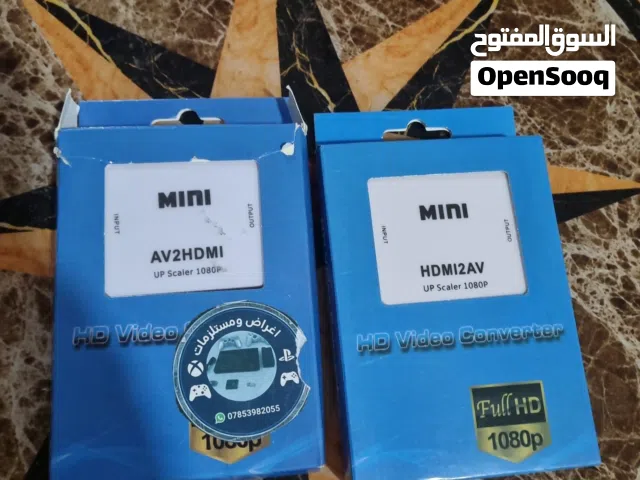 السوق المفتوح
OpenSooq
MINI
INPUT
OUTPUT
AV2HDMI
UP Scaler 1080P
HD Video
اغراض ومستلزمات
07853982055
1080p
MINI
INPUT
OUTPUT
HDMI2AV
UP Scaler 1080P
HD Video Converter
Full HD
1080p